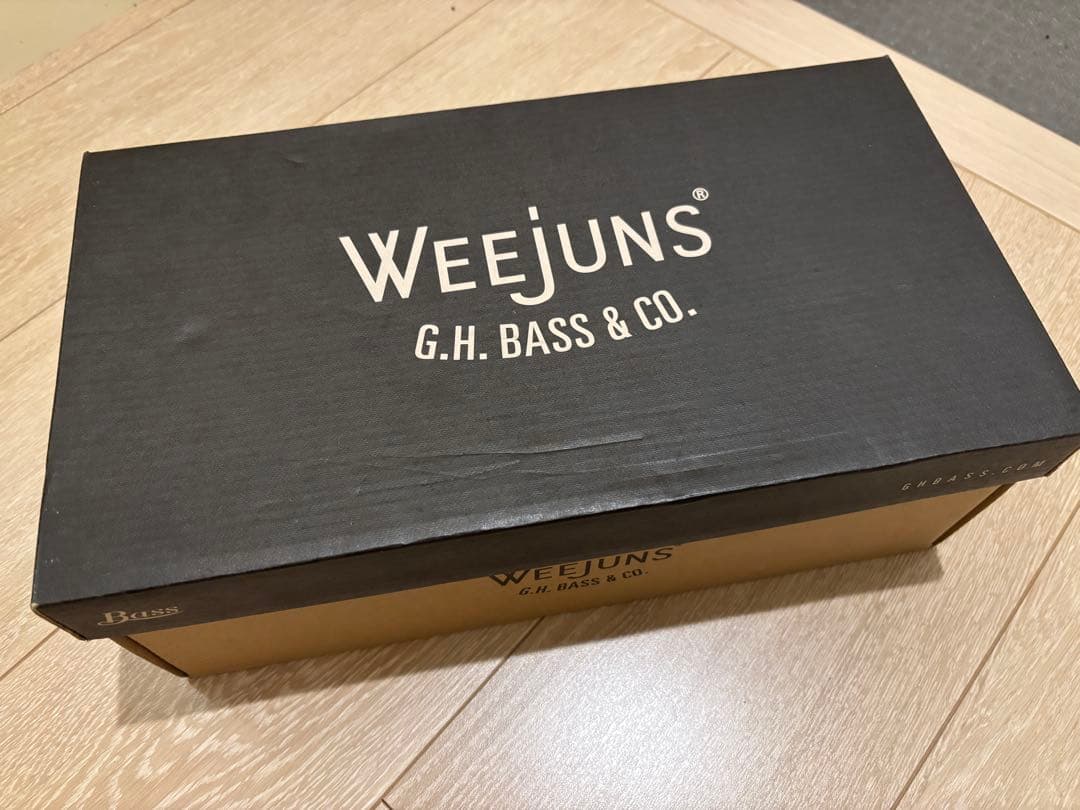 WEEJUNS®
G.H. BASS & CO.
GHBASS.COM
Bass
WEEJUNS
G.H. BASS & CO.